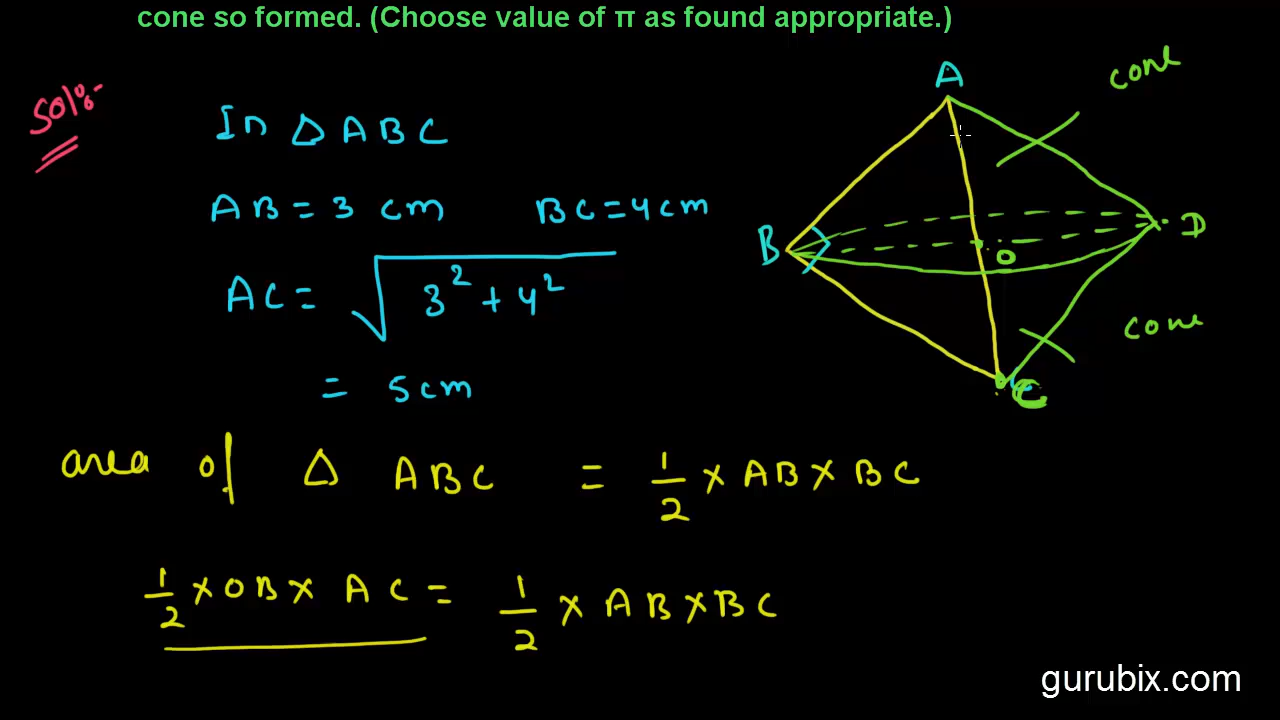 cone so formed. (Choose value of π as found appropriate.)
Sol:-
In Δ ABC
AB = 3 cm BC = 4 cm
AC = √3² + 4²
= 5 cm
area of Δ ABC = 1/2 × AB × BC
1/2 × OB × AC = 1/2 × AB × BC
A
cone
B
D
O
cone
C
gurubix.com